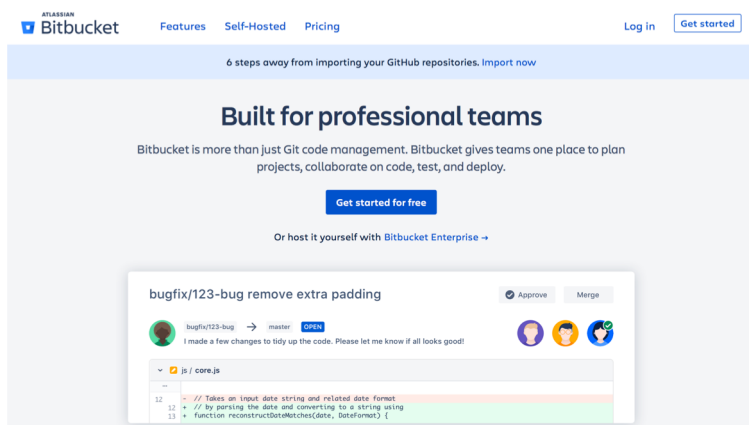 ATLASSIAN
Bitbucket
Features Self-Hosted Pricing
Log in Get started
6 steps away from importing your GitHub repositories. Import now
Built for professional teams
Bitbucket is more than just Git code management. Bitbucket gives teams one place to plan
projects, collaborate on code, test, and deploy.
Get started for free
Or host it yourself with Bitbucket Enterprise →
bugfix/123-bug remove extra padding
Approve Merge
bugfix/123-bug → master OPEN
I made a few changes to tidy up the code. Please let me know if all looks good!
js / core.js
...
12 - // Takes an input date string and related date format
12 + // by parsing the date and converting to a string using
13 + function reconstructDateMatches(date, DateFormat) {